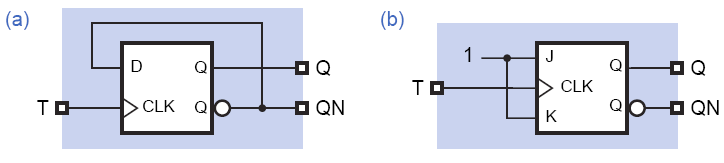 (a)
D Q Q
T CLK Q QN
(b)
1 J Q Q
T CLK
K Q QN